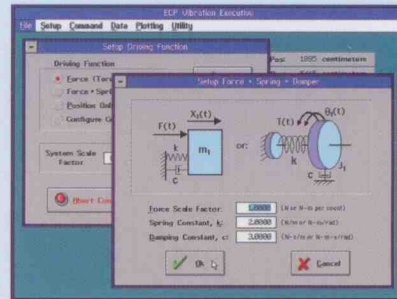 ECP Vibration Executive
File Setup Command Data Plotting Utility
Setup Driving Function
Driving Function
Force (Tor
Force + Spri
Position Onl
Configure C
System Scale
Factor
Abort Con
Pos: 1895 centimeters
Setup Force + Spring + Damper
X₁(t)
F(t)
k
c
m₁
or:
T(t)
θ₁(t)
k
J₁
c
Force Scale Factor: 1.0000 (N or N-m per count)
Spring Constant, k: 2.0000 (N/m or N-m/rad)
Damping Constant, c: 3.0000 (N-s/m or N-m-s/rad)
Ok
Cancel